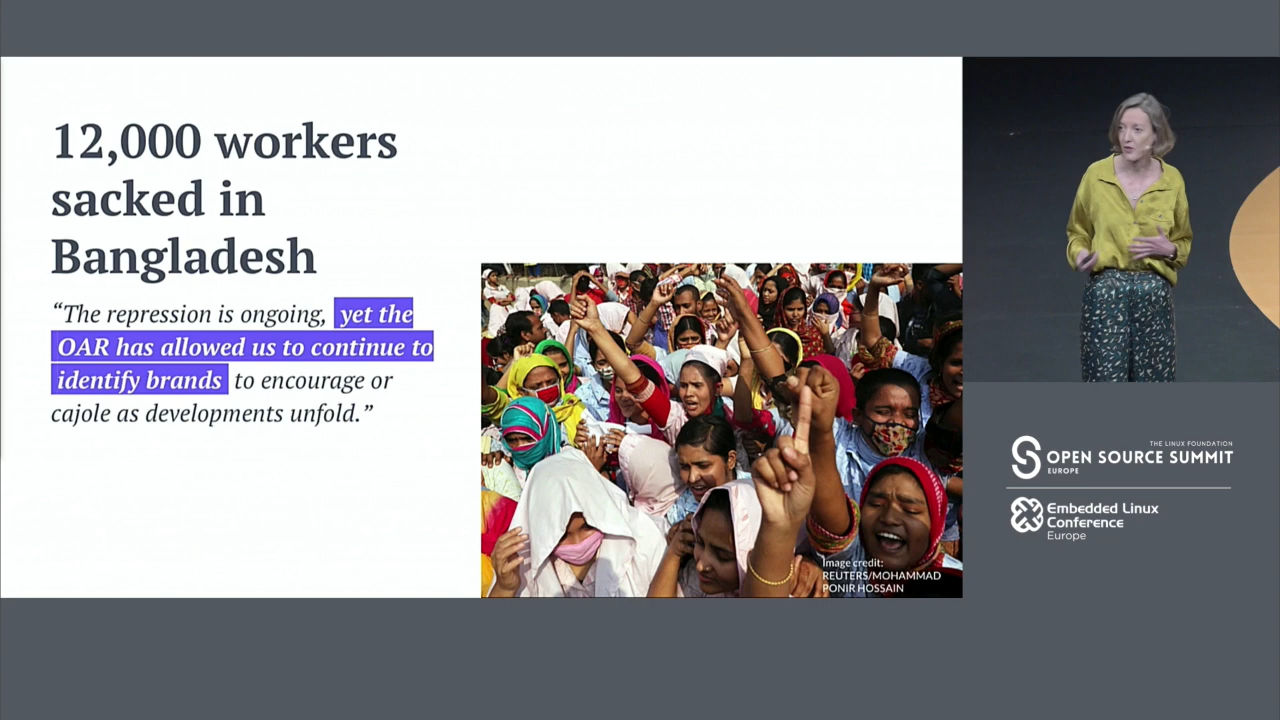 12,000 workers
sacked in
Bangladesh
“The repression is ongoing, yet the
OAR has allowed us to continue to
identify brands to encourage or
cajole as developments unfold.”
Image credit:
REUTERS/MOHAMMAD
PONIR HOSSAIN
THE LINUX FOUNDATION
OPEN SOURCE SUMMIT
EUROPE
Embedded Linux
Conference
Europe